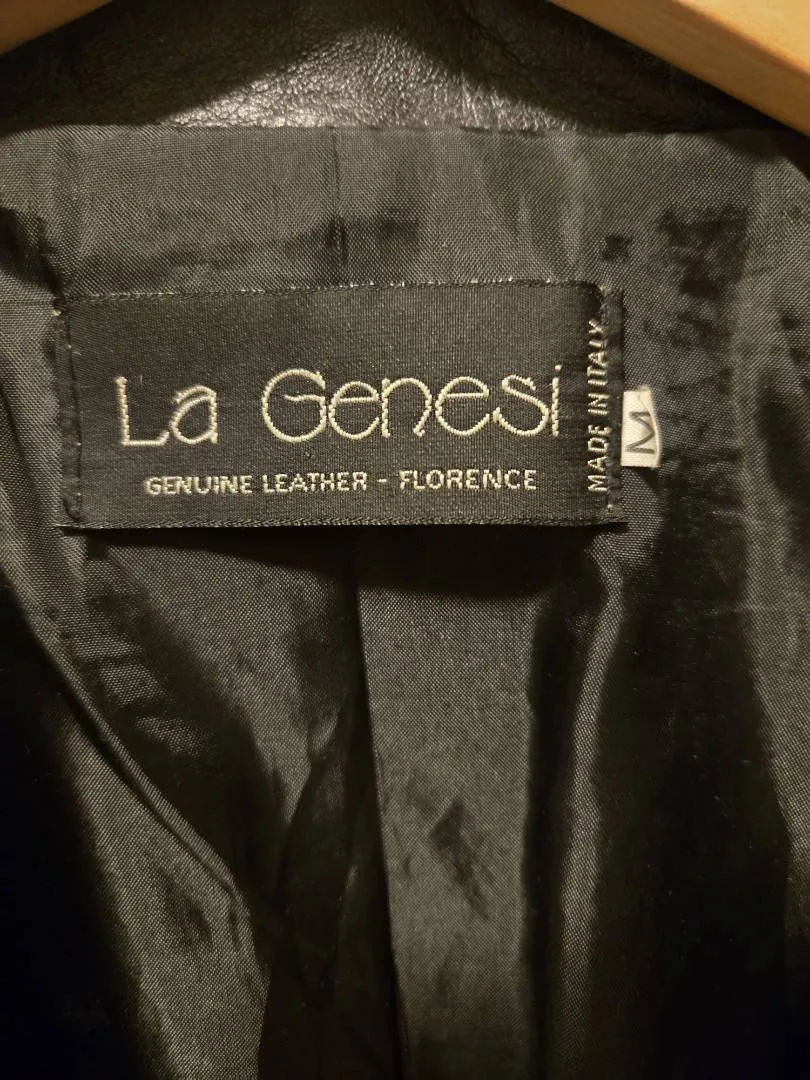 La Genesi
GENUINE LEATHER - FLORENCE
MADE IN ITALY
M